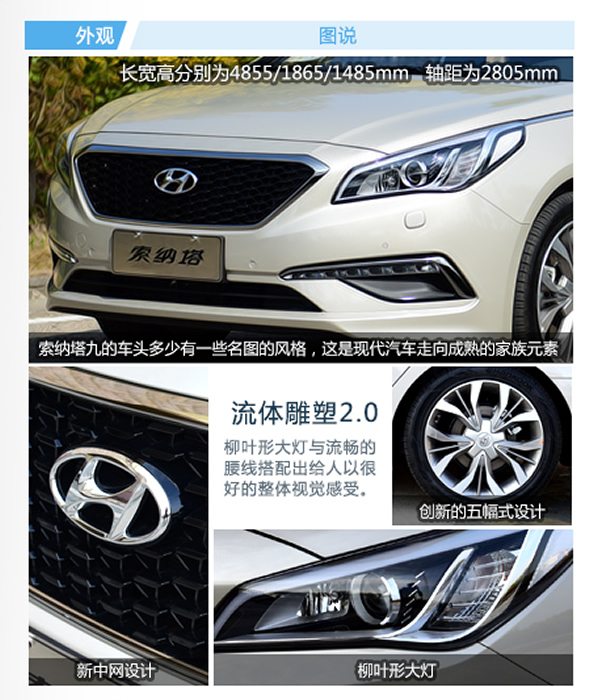 外观
图说
长宽高分别为4855/1865/1485mm 轴距为2805mm
索纳塔
索纳塔九的车头多少有一些名图的风格，这是现代汽车走向成熟的家族元素
流体雕塑2.0
柳叶形大灯与流畅的
腰线搭配出给人以很
好的整体视觉感受。
创新的五幅式设计
新中网设计
柳叶形大灯